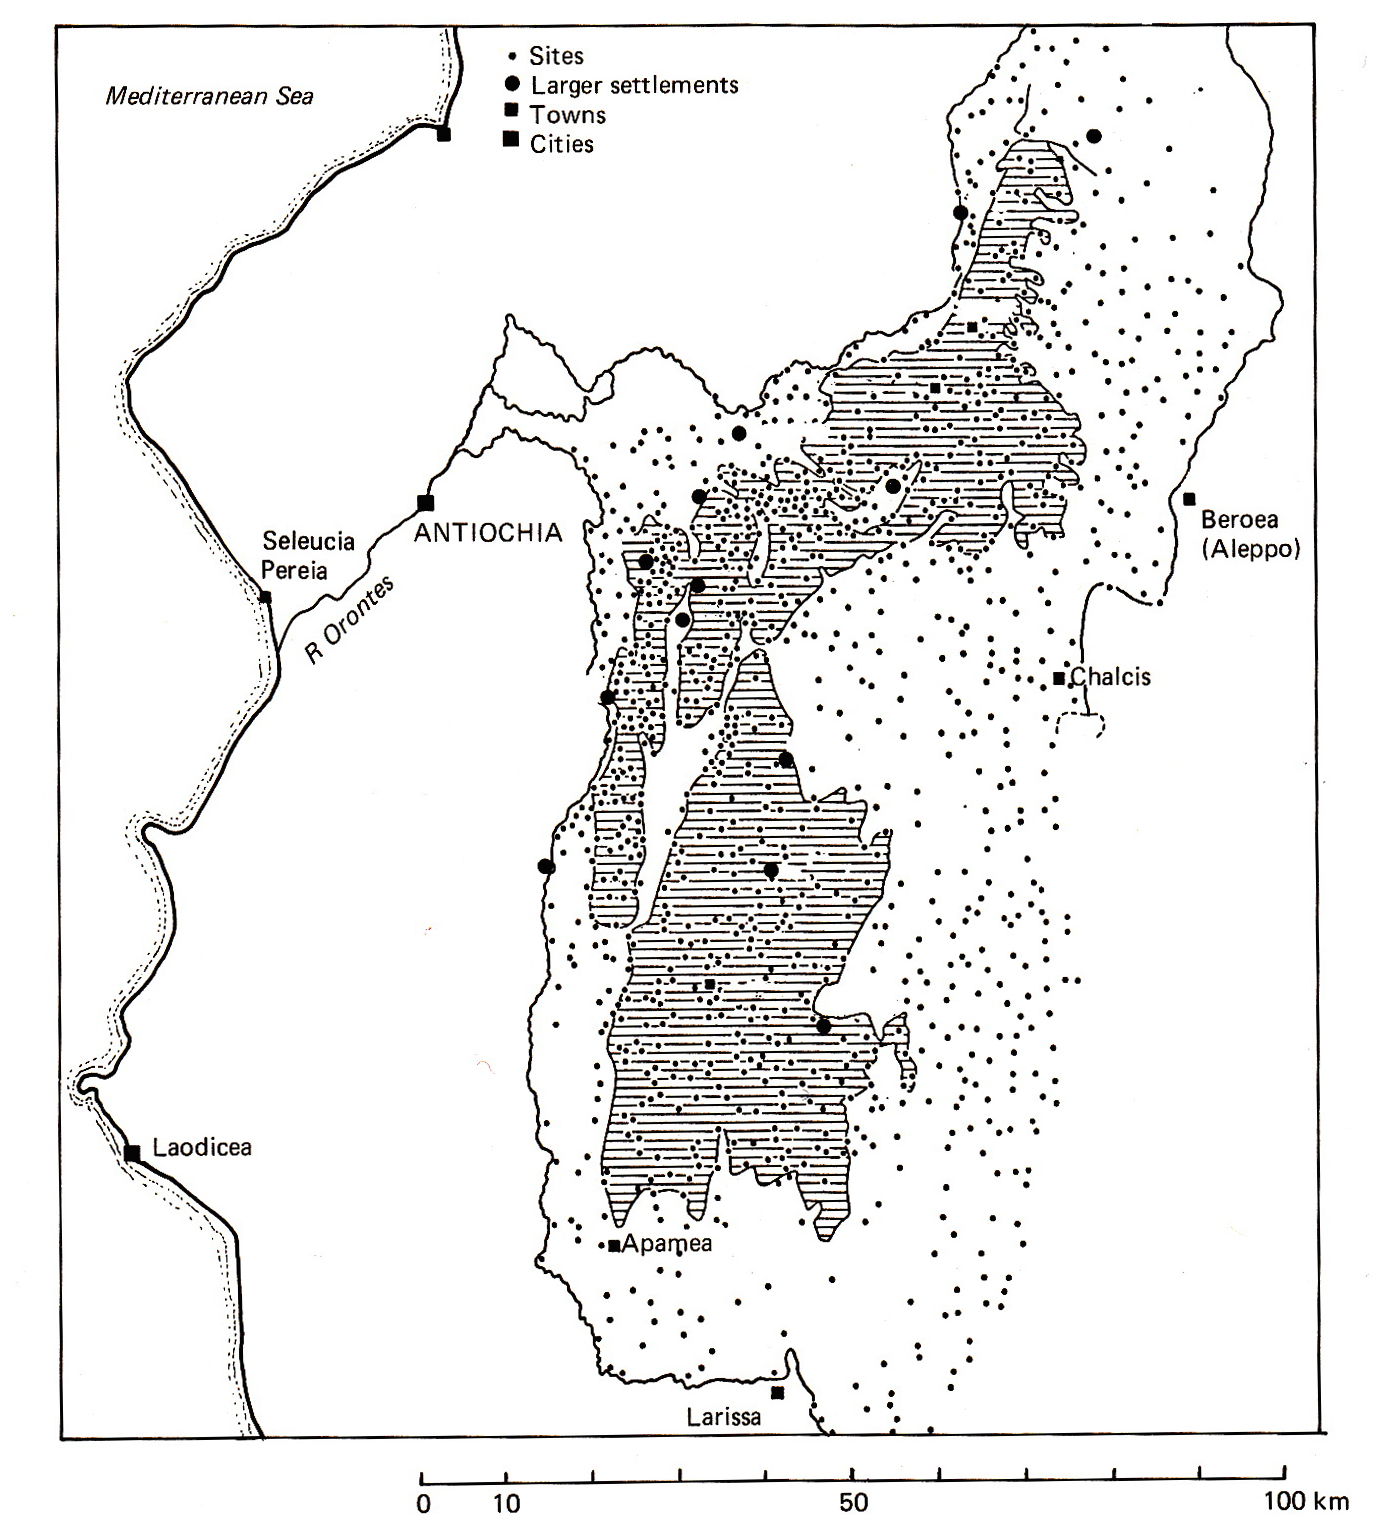 Mediterranean Sea
Sites
Larger settlements
Towns
Cities
Seleucia
Pereia
ANTIOCHIA
R Orontes
Beroea
(Aleppo)
Chalcis
Laodicea
Apamea
Larissa
0 10 50 100 km